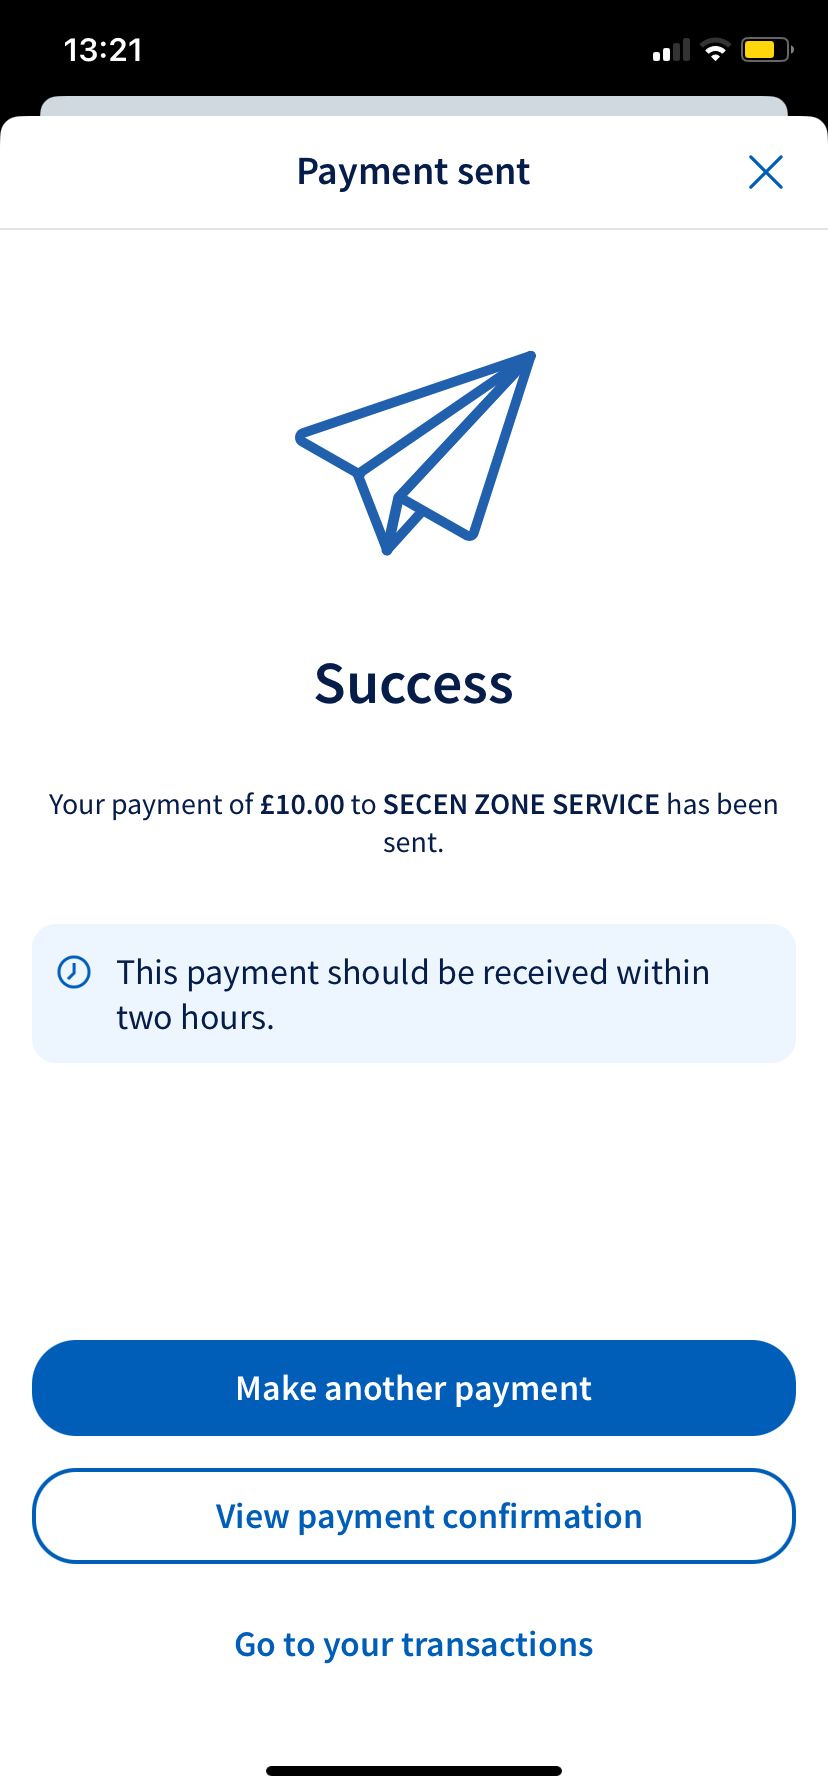 13:21
Payment sent
Success
Your payment of £10.00 to SECEN ZONE SERVICE has been
sent.
This payment should be received within
two hours.
Make another payment
View payment confirmation
Go to your transactions